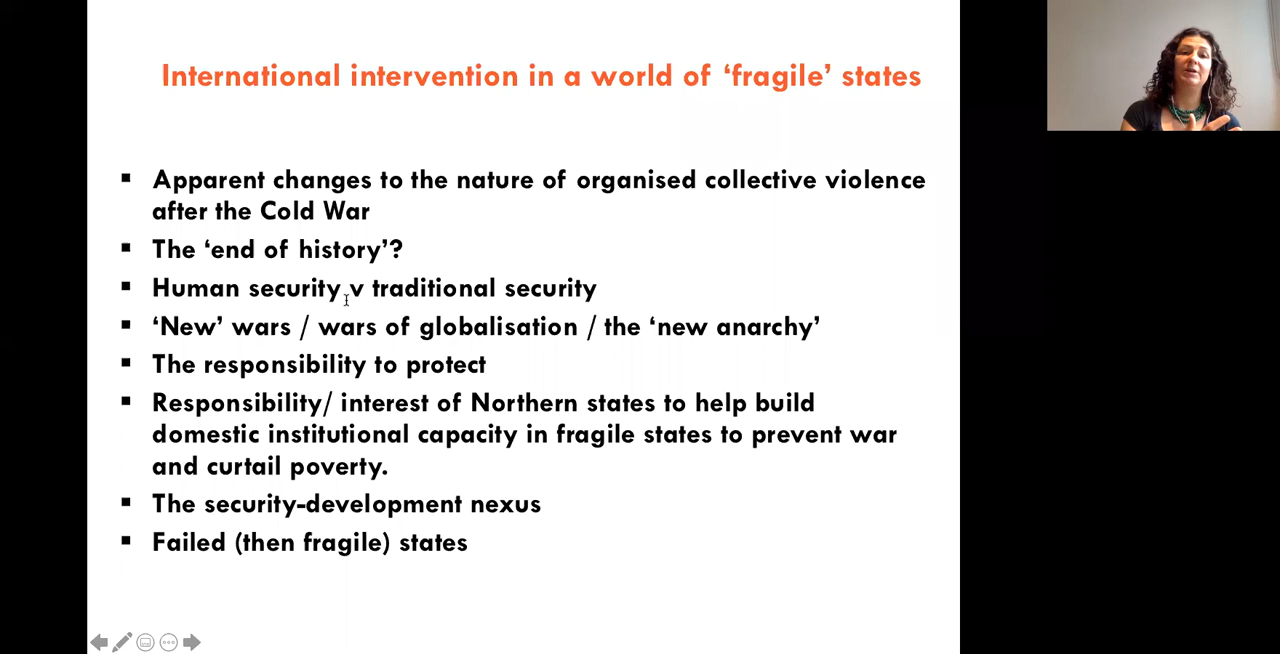 International intervention in a world of ‘fragile’ states
▪ Apparent changes to the nature of organised collective violence
after the Cold War
▪ The ‘end of history’?
▪ Human security v traditional security
▪ ‘New’ wars / wars of globalisation / the ‘new anarchy’
▪ The responsibility to protect
▪ Responsibility/ interest of Northern states to help build
domestic institutional capacity in fragile states to prevent war
and curtail poverty.
▪ The security-development nexus
▪ Failed (then fragile) states